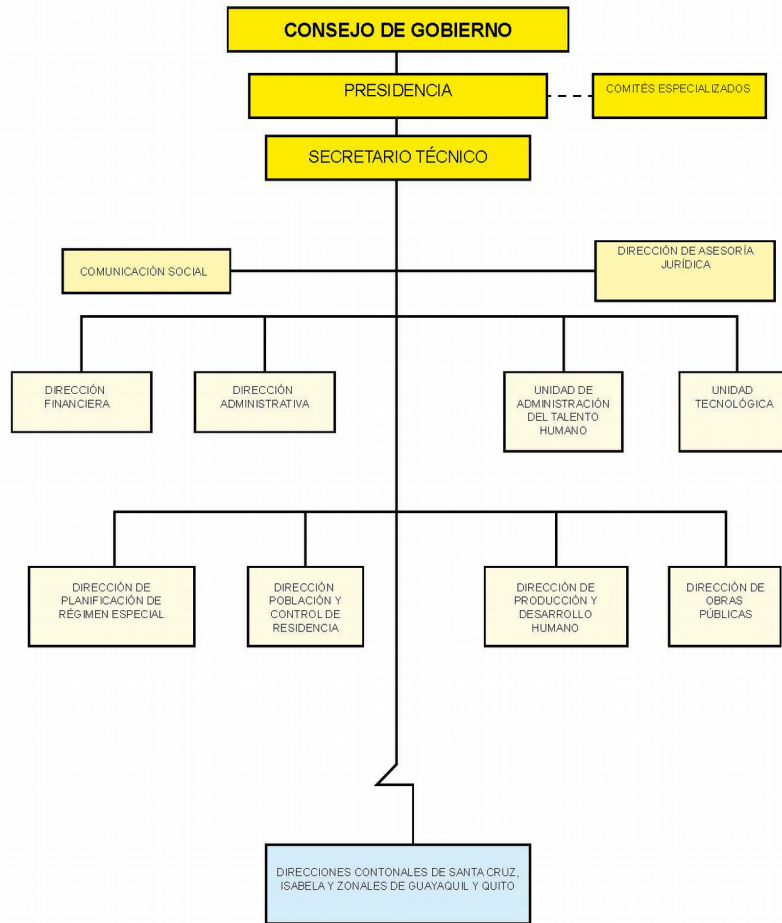 CONSEJO DE GOBIERNO
PRESIDENCIA
COMITÉS ESPECIALIZADOS
SECRETARIO TÉCNICO
COMUNICACIÓN SOCIAL
DIRECCIÓN DE ASESORÍA
JURÍDICA
DIRECCIÓN
FINANCIERA
DIRECCIÓN
ADMINISTRATIVA
UNIDAD DE
ADMINISTRACIÓN
DEL TALENTO
HUMANO
UNIDAD
TECNOLÓGICA
DIRECCIÓN DE
PLANIFICACIÓN DE
RÉGIMEN ESPECIAL
DIRECCIÓN
POBLACIÓN Y
CONTROL DE
RESIDENCIA
DIRECCIÓN DE
PRODUCCIÓN Y
DESARROLLO
HUMANO
DIRECCIÓN DE
OBRAS
PÚBLICAS
DIRECCIONES CONTONALES DE SANTA CRUZ,
ISABELA Y ZONALES DE GUAYAQUIL Y QUITO